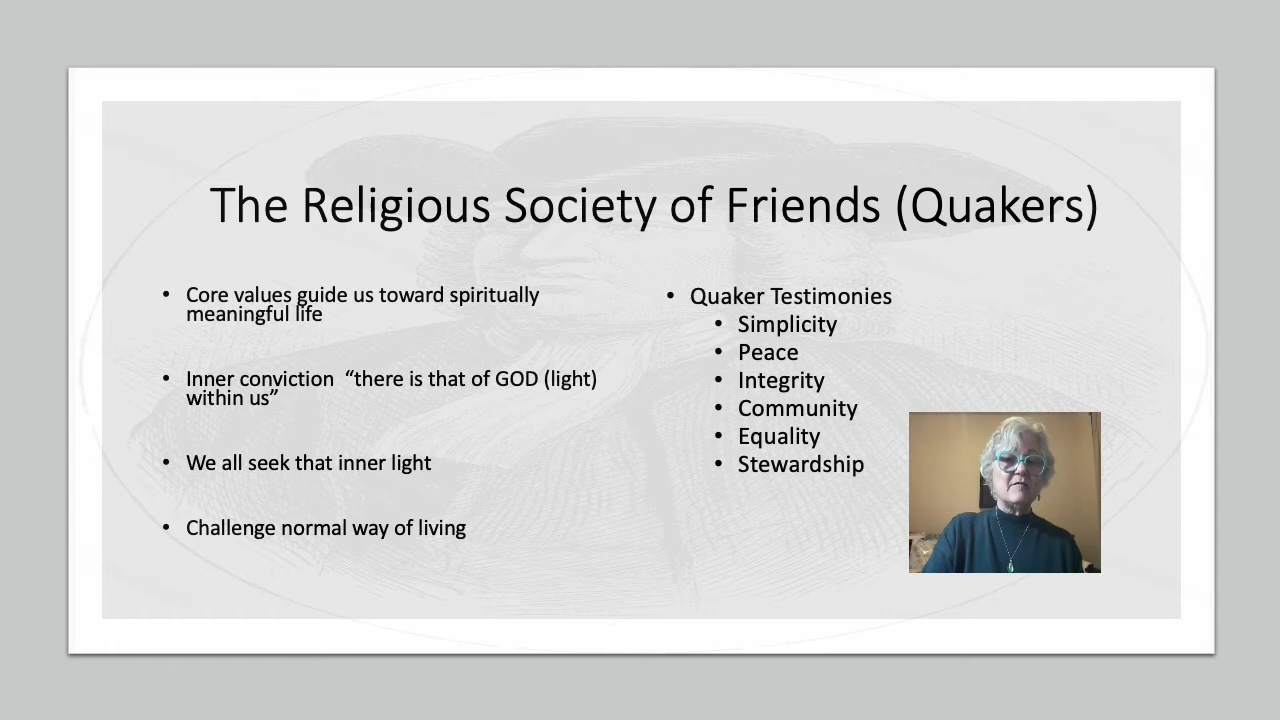 The Religious Society of Friends (Quakers)
• Core values guide us toward spiritually
meaningful life
• Inner conviction  “there is that of GOD (light)
within us”
• We all seek that inner light
• Challenge normal way of living
• Quaker Testimonies
• Simplicity
• Peace
• Integrity
• Community
• Equality
• Stewardship